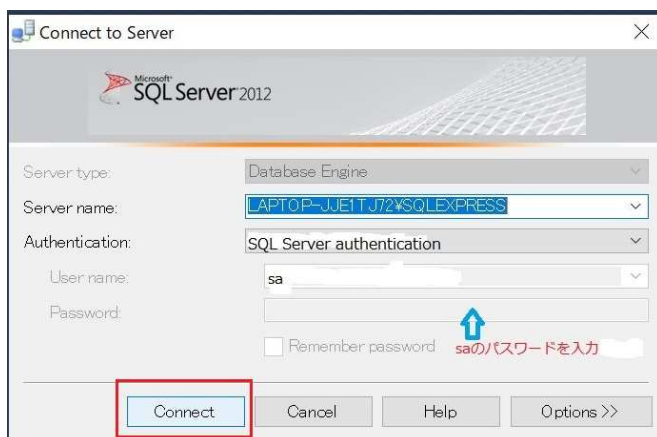 Connect to Server
Microsoft® SQL Server 2012
Server type: Database Engine
Server name: LAPTOP-JJE1TJ72¥SQLEXPRESS
Authentication: SQL Server authentication
User name: sa
Password:
Remember password saのパスワードを入力
Connect Cancel Help Options >>